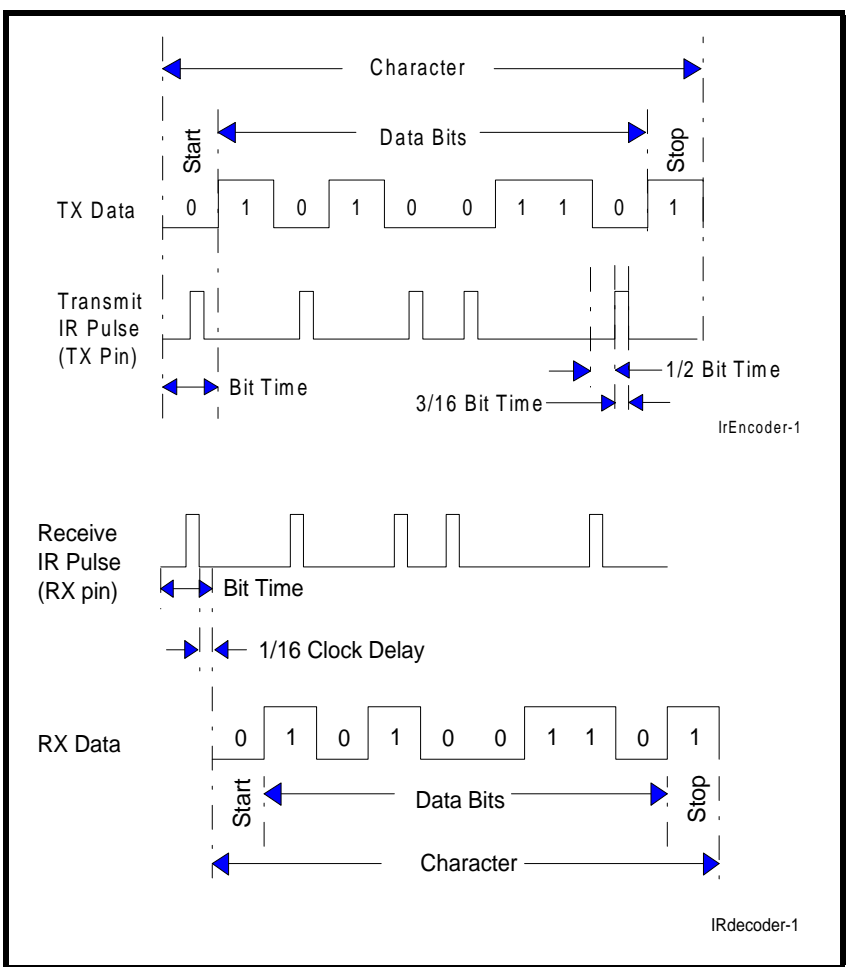 Character
Start
Data Bits
Stop
TX Data 0 1 0 1 0 0 1 1 0 1
Transmit
IR Pulse
(TX Pin)
Bit Time
1/2 Bit Time
3/16 Bit Time
IrEncoder-1
Receive
IR Pulse
(RX pin)
Bit Time
1/16 Clock Delay
RX Data 0 1 0 1 0 0 1 1 0 1
Start
Data Bits
Stop
Character
IRdecoder-1